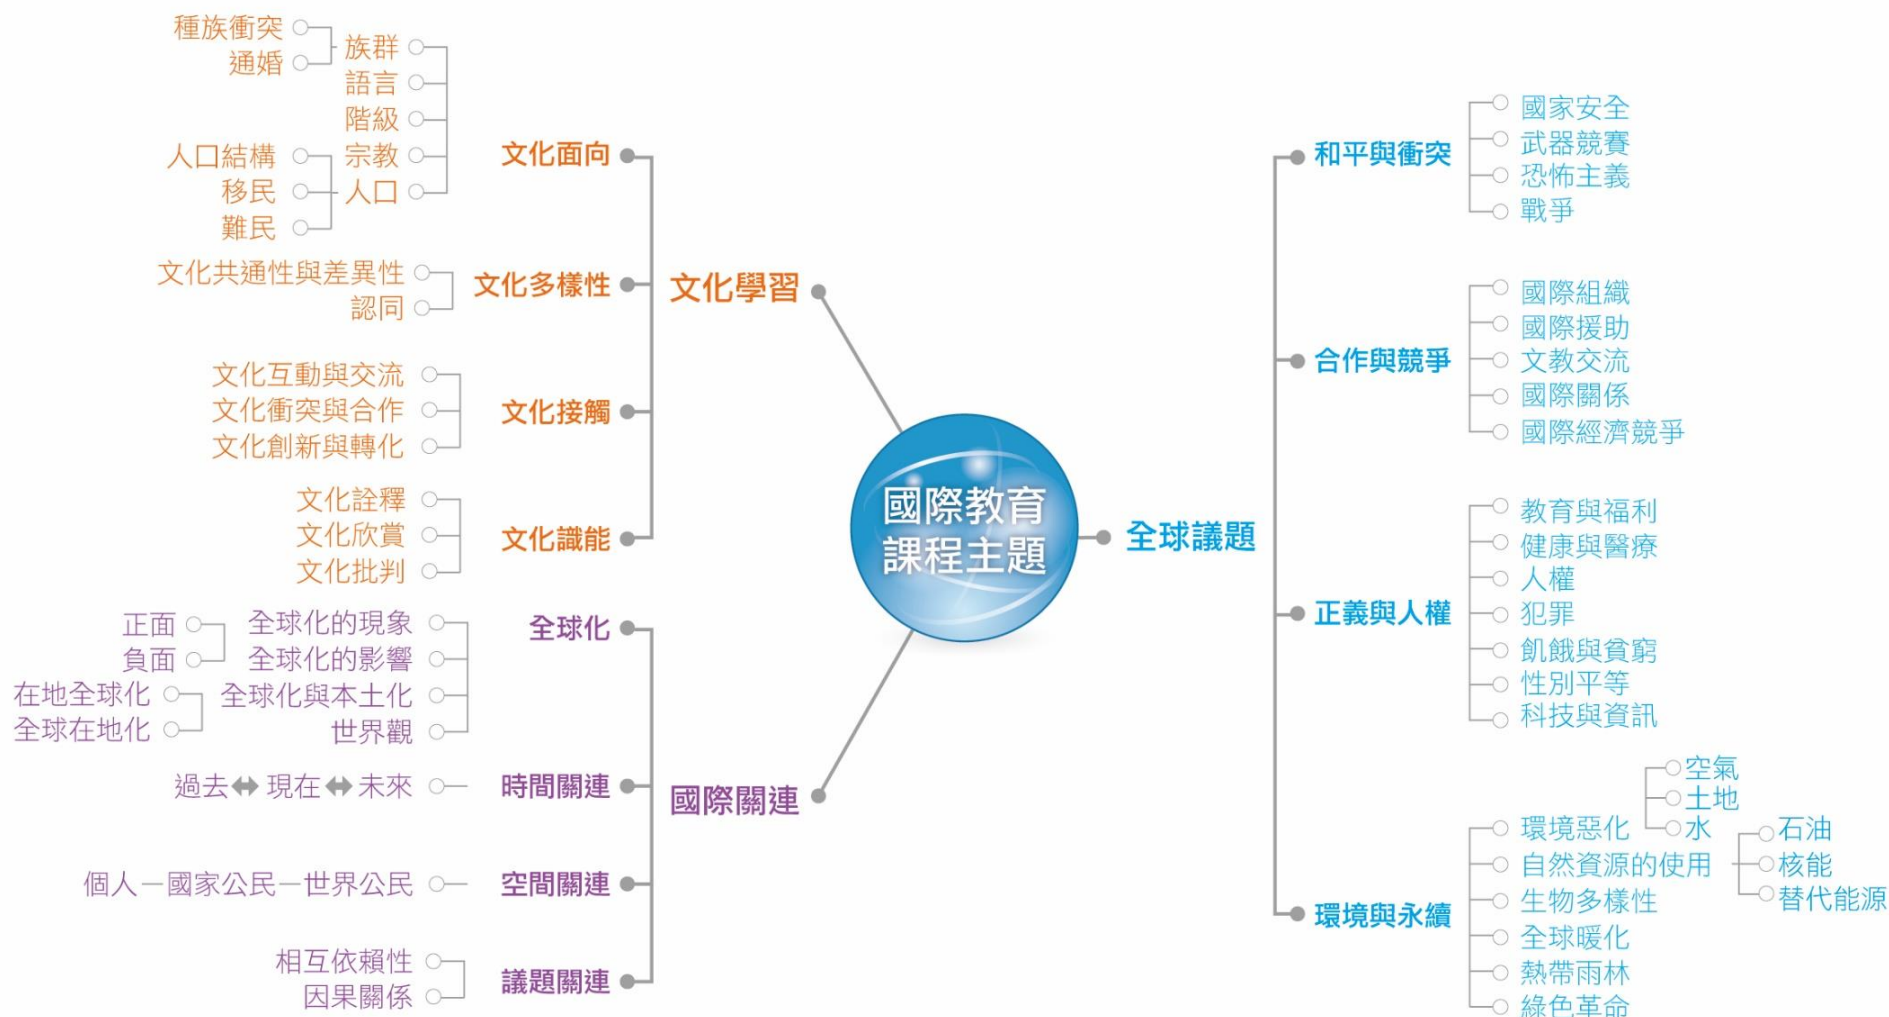 國際教育
課程主題
文化學習
文化面向
族群
種族衝突
通婚
語言
階級
宗教
人口
人口結構
移民
難民
文化多樣性
文化共通性與差異性
認同
文化接觸
文化互動與交流
文化衝突與合作
文化創新與轉化
文化識能
文化詮釋
文化欣賞
文化批判
國際關連
全球化
全球化的現象
全球化的影響
正面
負面
全球化與本土化
在地全球化
全球在地化
世界觀
時間關連
過去⬌現在⬌未來
空間關連
個人－國家公民－世界公民
議題關連
相互依賴性
因果關係
全球議題
和平與衝突
國家安全
武器競賽
恐怖主義
戰爭
合作與競爭
國際組織
國際援助
文教交流
國際關係
國際經濟競爭
正義與人權
教育與福利
健康與醫療
人權
犯罪
飢餓與貧窮
性別平等
科技與資訊
環境與永續
環境惡化
空氣
土地
水
自然資源的使用
石油
核能
替代能源
生物多樣性
全球暖化
熱帶雨林
綠色革命